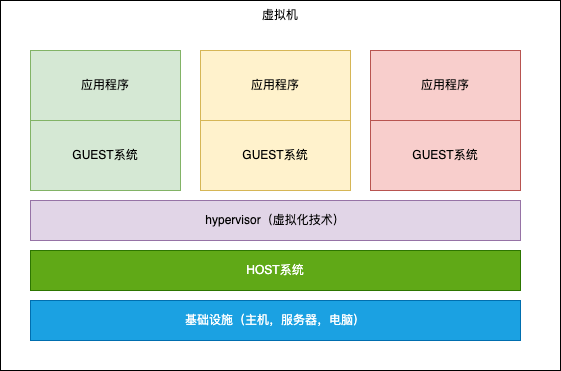 虚拟机
应用程序
应用程序
应用程序
GUEST系统
GUEST系统
GUEST系统
hypervisor（虚拟化技术）
HOST系统
基础设施（主机，服务器，电脑）